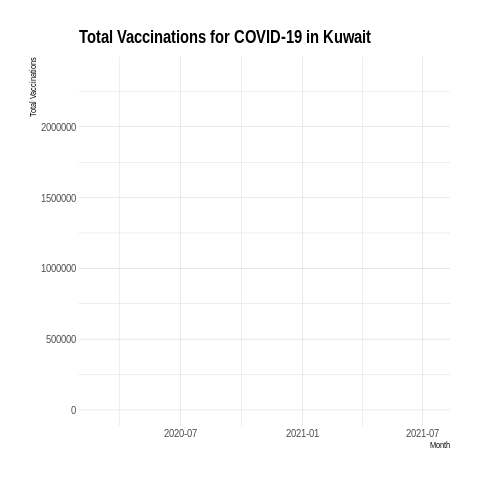 Total Vaccinations for COVID-19 in Kuwait
Total Vaccinations
2000000
1500000
1000000
500000
0
2020-07
2021-01
2021-07
Month